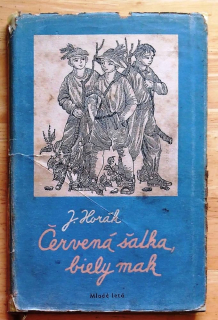 J. Horák
Červená šatka,
biely mak
Mladé letá